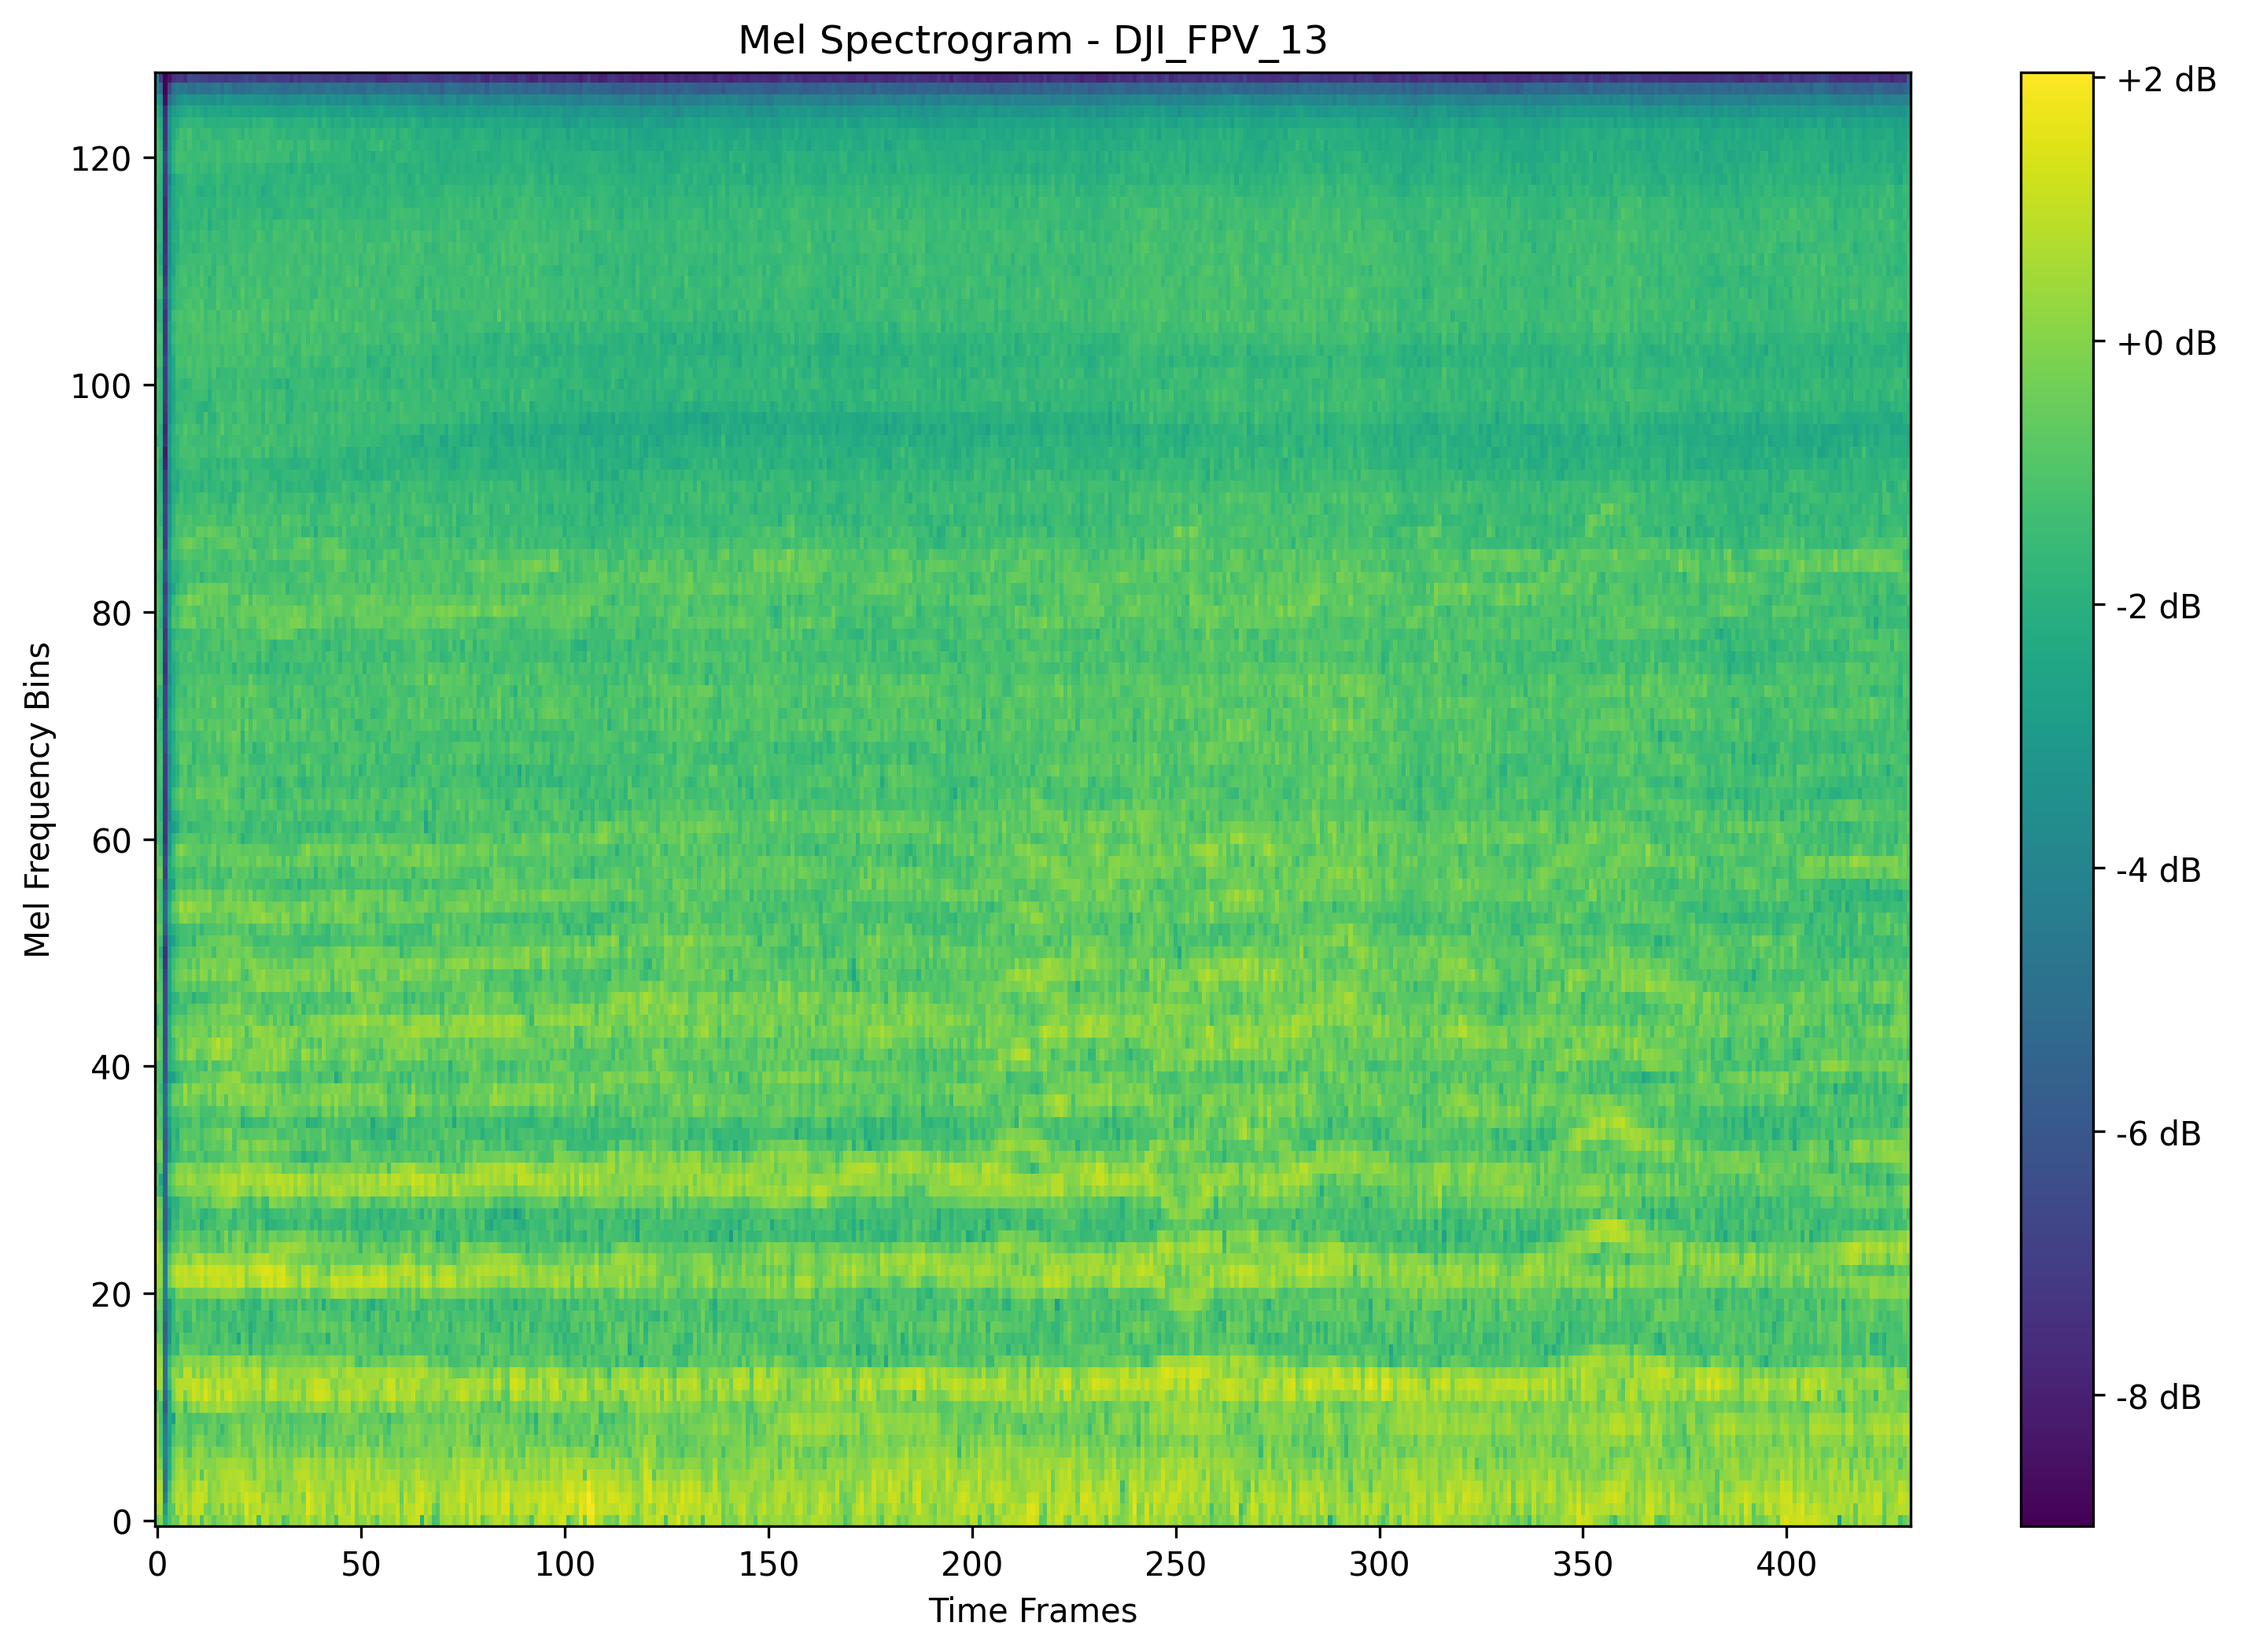 Mel Spectrogram - DJI_FPV_13
Mel Frequency Bins
120
100
80
60
40
20
0
0 50 100 150 200 250 300 350 400
Time Frames
+2 dB
+0 dB
-2 dB
-4 dB
-6 dB
-8 dB